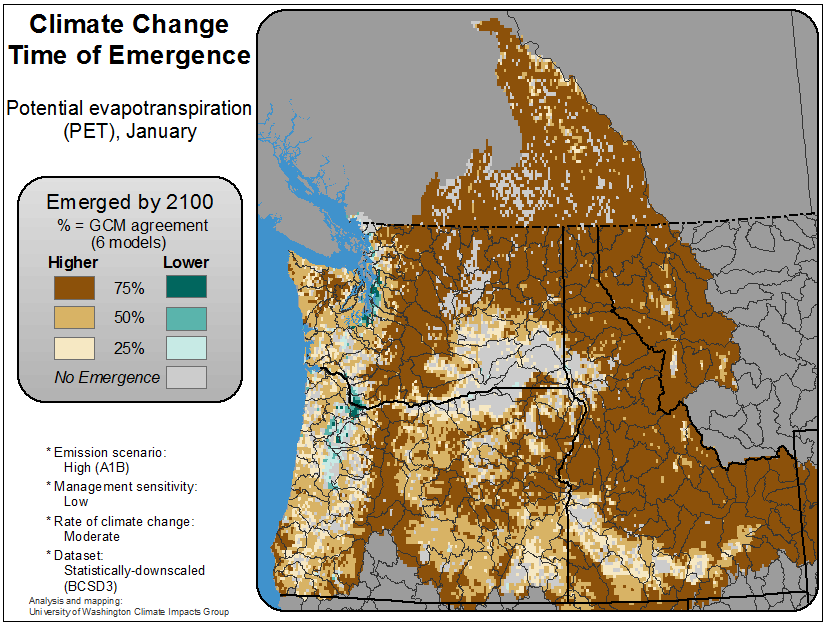 Climate Change
Time of Emergence
Potential evapotranspiration
(PET), January
Emerged by 2100
% = GCM agreement
(6 models)
Higher Lower
75%
50%
25%
No Emergence
* Emission scenario:
High (A1B)
* Management sensitivity:
Low
* Rate of climate change:
Moderate
* Dataset:
Statistically-downscaled
(BCSD3)
Analysis and mapping:
University of Washington Climate Impacts Group